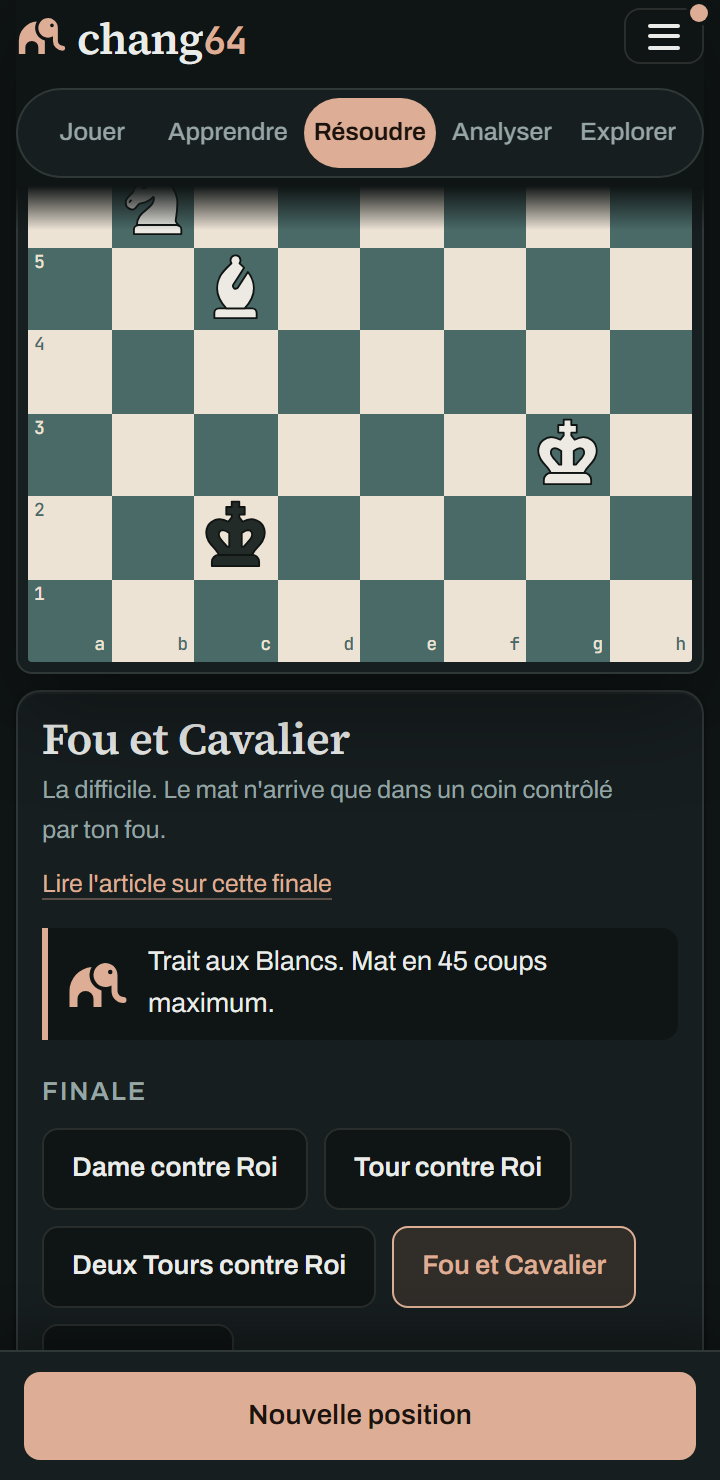 chang64
Jouer Apprendre Résoudre Analyser Explorer
5
4
3
2
1
a b c d e f g h
Fou et Cavalier
La difficile. Le mat n'arrive que dans un coin contrôlé
par ton fou.
Lire l'article sur cette finale
Trait aux Blancs. Mat en 45 coups
maximum.
FINALE
Dame contre Roi Tour contre Roi
Deux Tours contre Roi Fou et Cavalier
Nouvelle position